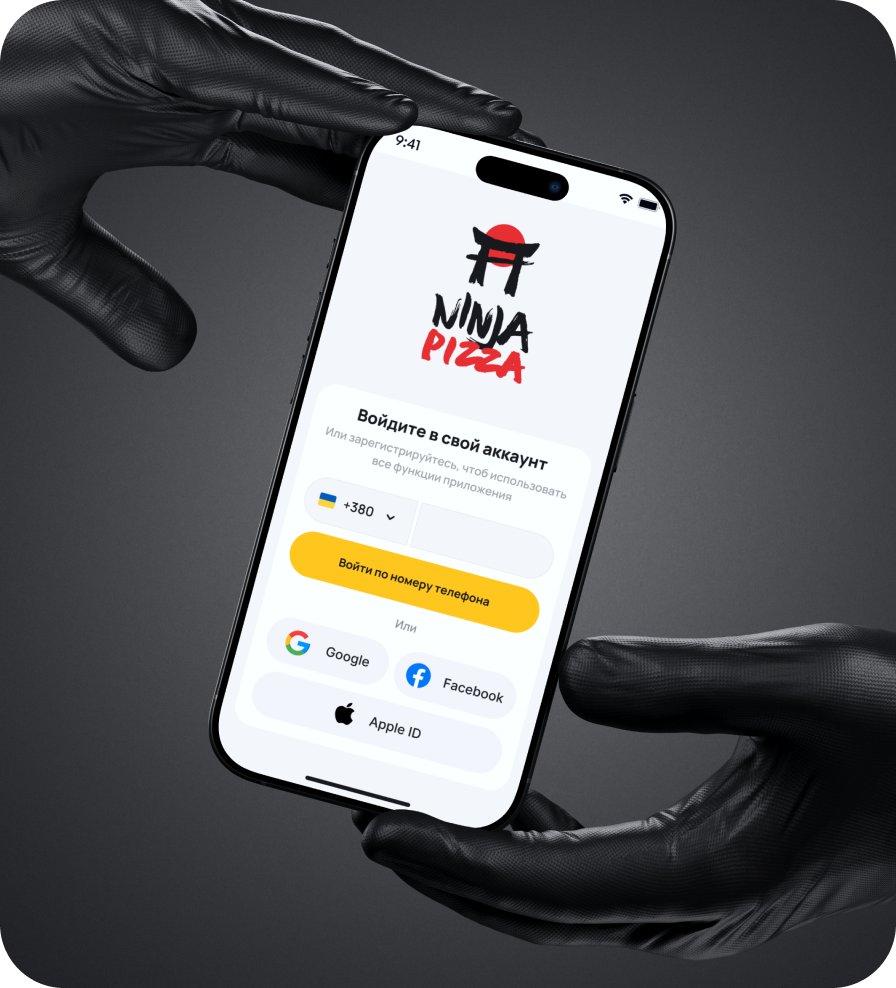 9:41
NINJA
PIZZA
Войдите в свой аккаунт
Или зарегистрируйтесь, чтоб использовать
все функции приложения
+380
Войти по номеру телефона
Или
Google
Facebook
Apple ID